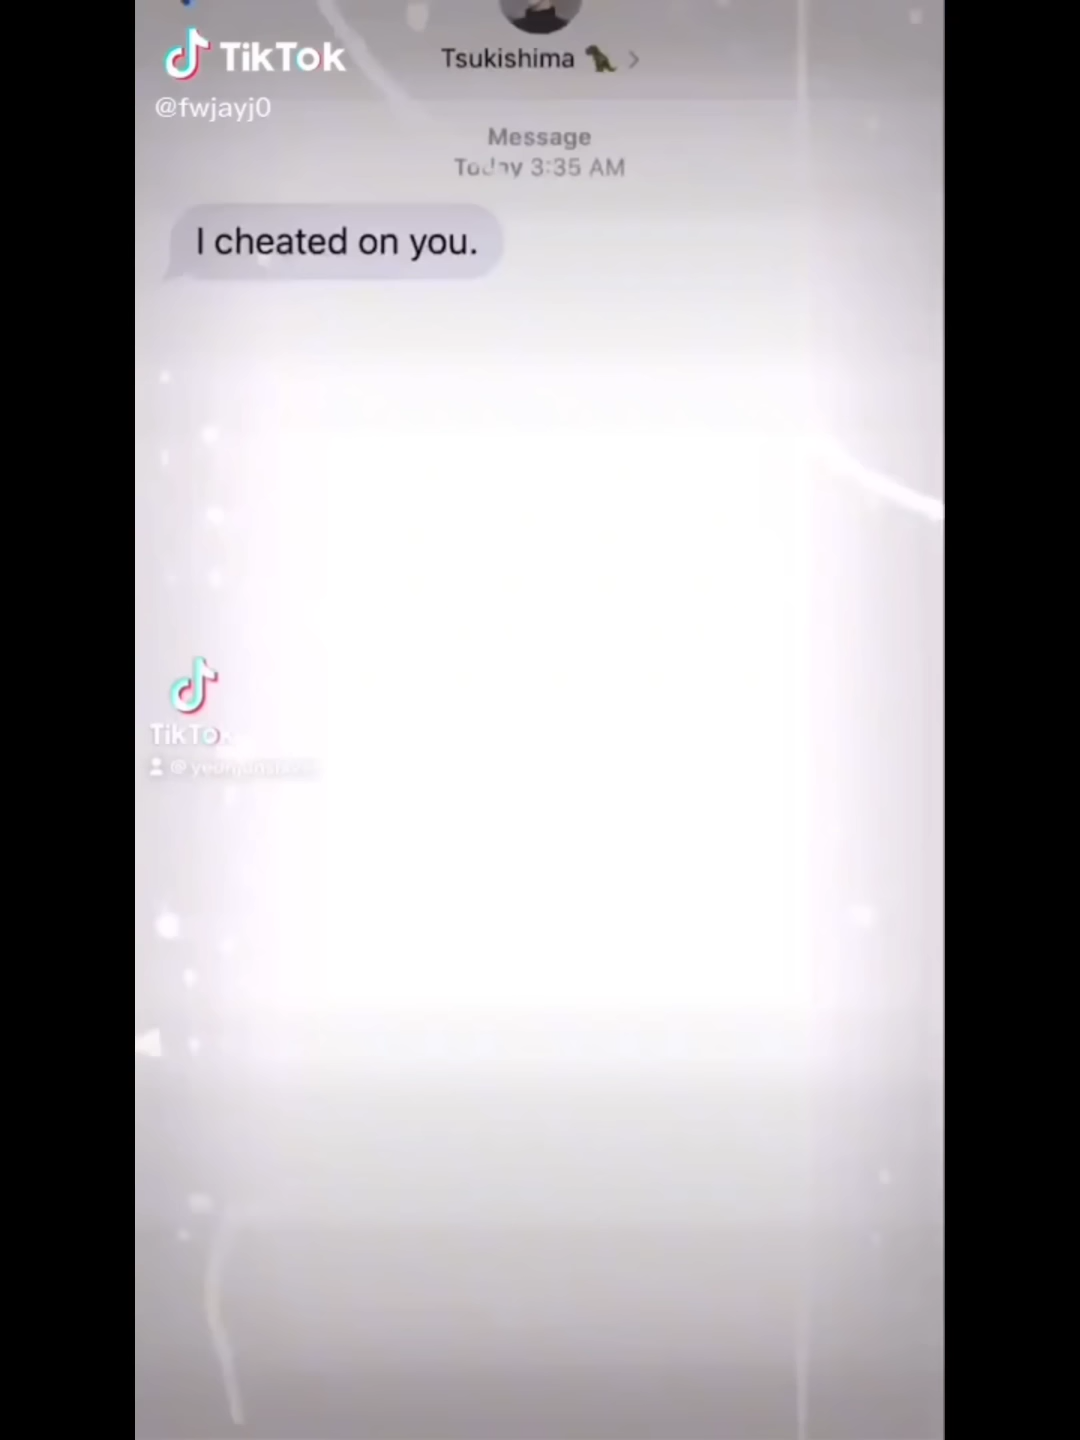 TikTok
@fwjayj0
Tsukishima
Message
Today 3:35 AM
I cheated on you.
TikTok